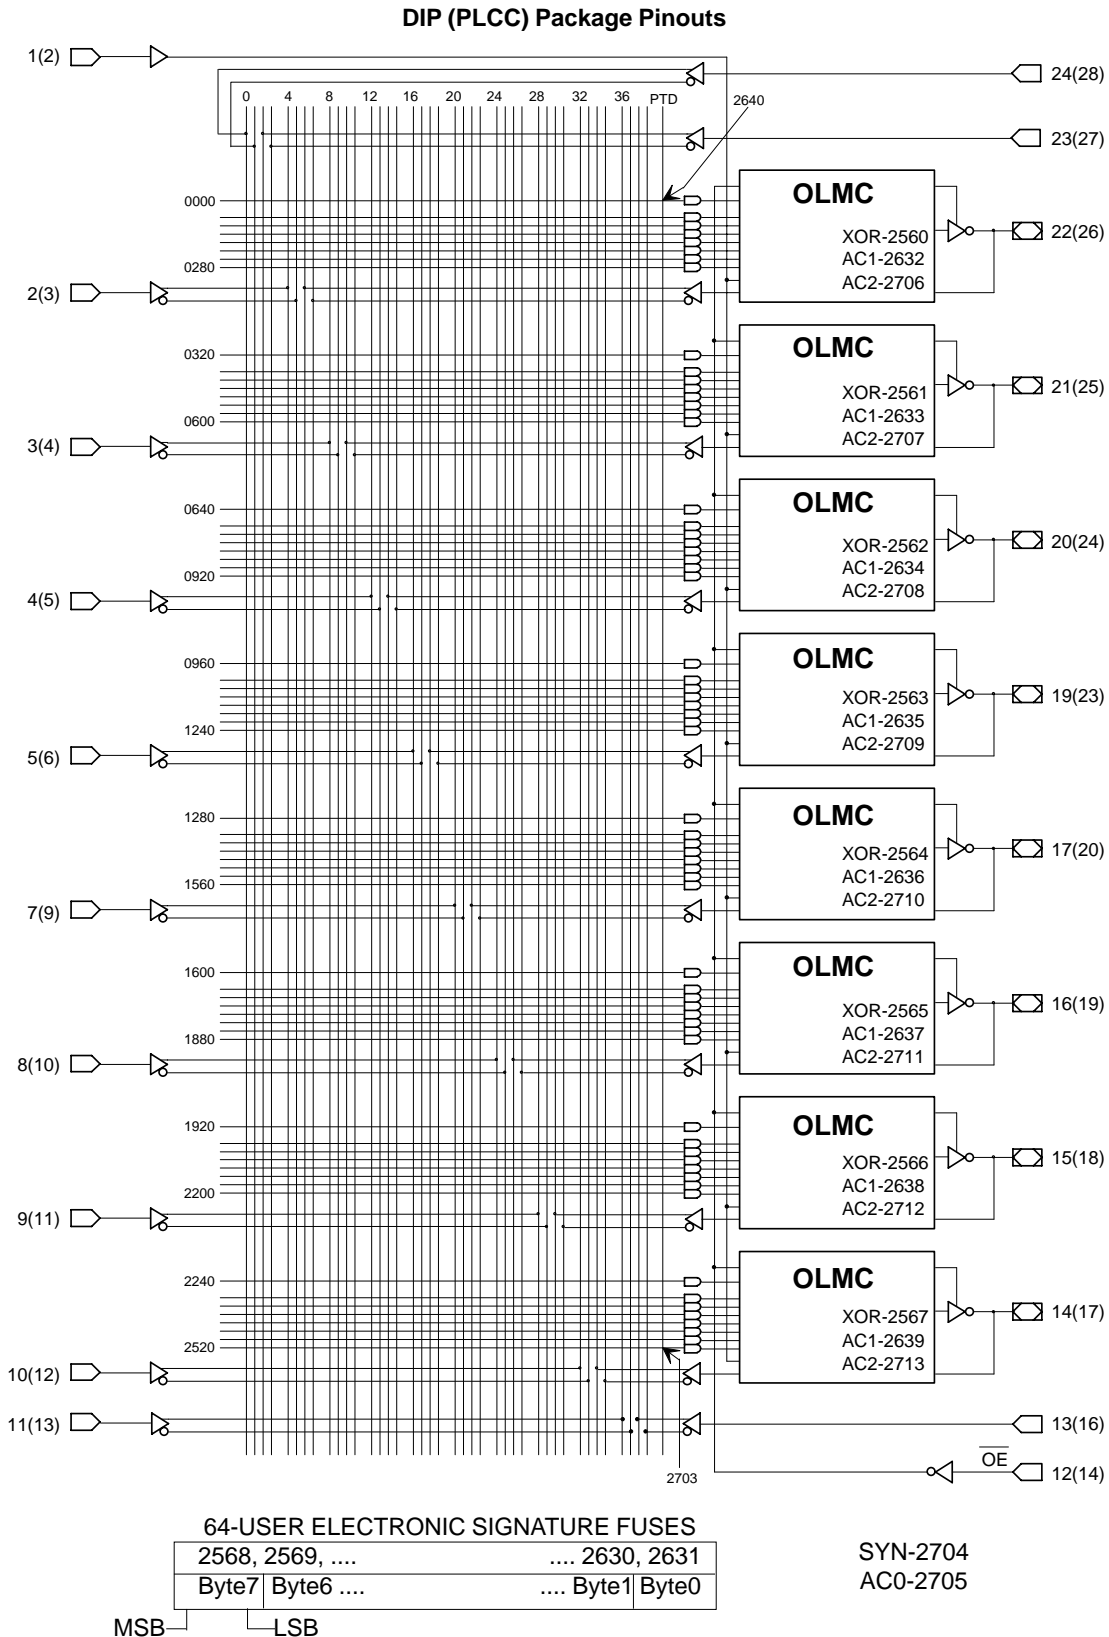 DIP (PLCC) Package Pinouts
1(2)
24(28)
0 4 8 12 16 20 24 28 32 36 PTD
2640
23(27)
0000
OLMC
XOR-2560
22(26)
AC1-2632
0280
AC2-2706
2(3)
0320
OLMC
XOR-2561
21(25)
AC1-2633
0600
AC2-2707
3(4)
0640
OLMC
XOR-2562
20(24)
AC1-2634
0920
AC2-2708
4(5)
0960
OLMC
XOR-2563
19(23)
AC1-2635
1240
AC2-2709
5(6)
1280
OLMC
XOR-2564
17(20)
AC1-2636
1560
AC2-2710
7(9)
1600
OLMC
XOR-2565
16(19)
AC1-2637
1880
AC2-2711
8(10)
1920
OLMC
XOR-2566
15(18)
AC1-2638
2200
AC2-2712
9(11)
2240
OLMC
XOR-2567
14(17)
AC1-2639
2520
AC2-2713
10(12)
11(13)
13(16)
2703
OE
12(14)
64-USER ELECTRONIC SIGNATURE FUSES
2568, 2569, .... .... 2630, 2631
Byte7 Byte6 .... .... Byte1 Byte0
MSB LSB
SYN-2704
AC0-2705